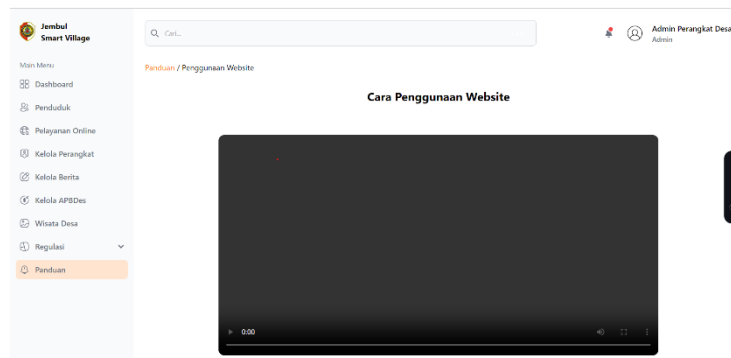 Jembul
Smart Village
Cari...
Admin Perangkat Desa
Admin
Main Menu
Dashboard
Penduduk
Pelayanan Online
Kelola Perangkat
Kelola Berita
Kelola APBDes
Wisata Desa
Regulasi
Panduan
Panduan / Penggunaan Website
Cara Penggunaan Website
0:00